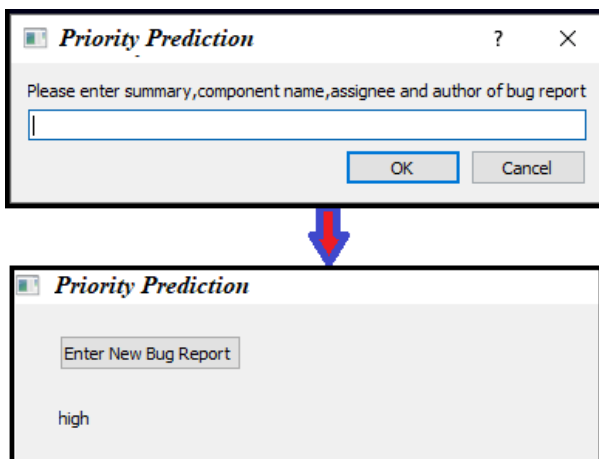 Priority Prediction
?
Please enter summary,component name,assignee and author of bug report
OK
Cancel
Priority Prediction
Enter New Bug Report
high